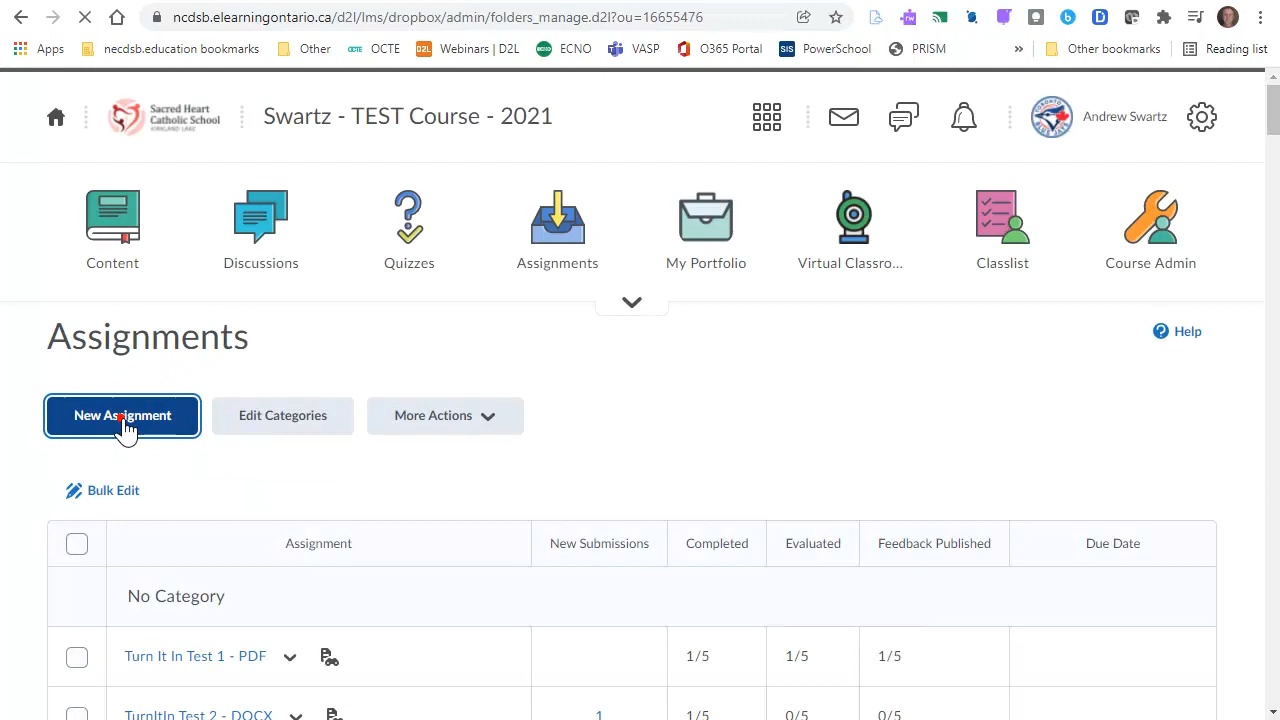 ncdsb.elearningontario.ca/d2l/lms/dropbox/admin/folders_manage.d2l?ou=16655476
Apps necdsb.education bookmarks Other OCTE Webinars | D2L ECNO VASP O365 Portal SIS PowerSchool PRISM » Other bookmarks Reading list
Sacred Heart
Catholic School
KIRKLAND LAKE
Swartz - TEST Course - 2021
Andrew Swartz
Content Discussions Quizzes Assignments My Portfolio Virtual Classro... Classlist Course Admin
Assignments
Help
New Assignment Edit Categories More Actions
Bulk Edit
Assignment New Submissions Completed Evaluated Feedback Published Due Date
No Category
Turn It In Test 1 - PDF 1/5 1/5 1/5
TurnItIn Test 2 - DOCX 1 1/5 0/5 0/5